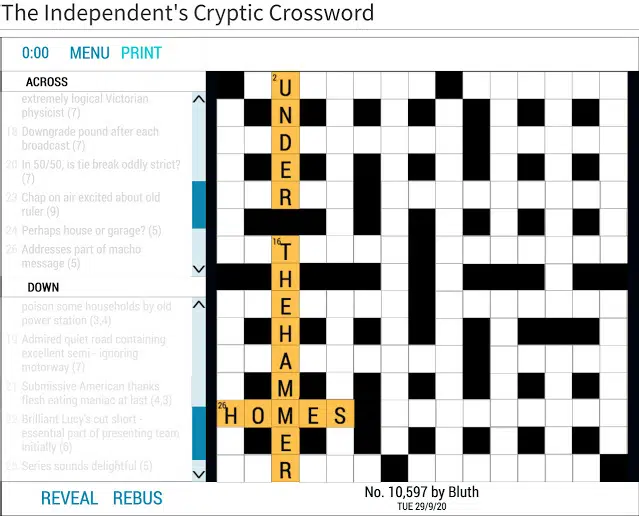 The Independent's Cryptic Crossword
0:00 MENU PRINT
ACROSS
extremely logical Victorian
physicist (7)
18 Downgrade pound after each
broadcast (7)
20 In 50/50, is tie break oddly strict?
(7)
23 Chap on air excited about old
ruler (9)
24 Perhaps house or garage? (5)
26 Addresses part of macho
message (5)
DOWN
poison some households by old
power station (3,4)
19 Admired quiet road containing
excellent semi - ignoring
motorway (7)
21 Submissive American thanks
flesh eating maniac at last (4,3)
22 Brilliant Lucy's cut short -
essential part of presenting team
initially (6)
25 Series sounds delightful (5)
REVEAL REBUS
2
U
N
D
E
R
16
T
H
E
H
A
M
26
H O M E S
E
R
No. 10,597 by Bluth
TUE 29/9/20